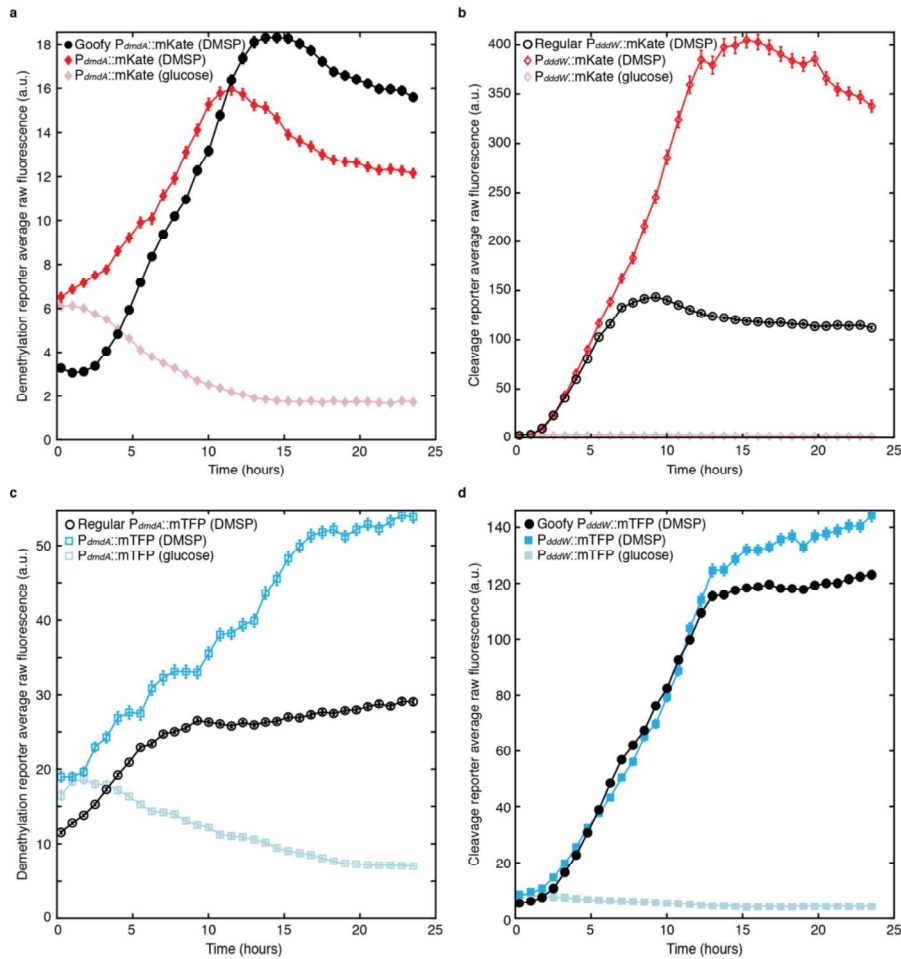 a
Goofy PdmdA::mKate (DMSP)
PdmdA::mKate (DMSP)
PdmdA::mKate (glucose)
Demethylation reporter average raw fluorescence (a.u.)
18
16
14
12
10
8
6
4
2
0
0 5 10 15 20 25
Time (hours)
b
Regular PdddW::mKate (DMSP)
PdddW::mKate (DMSP)
PdddW::mKate (glucose)
Cleavage reporter average raw fluorescence (a.u.)
400
350
300
250
200
150
100
50
0
0 5 10 15 20 25
Time (hours)
c
Regular PdmdA::mTFP (DMSP)
PdmdA::mTFP (DMSP)
PdmdA::mTFP (glucose)
Demethylation reporter average raw fluorescence (a.u.)
50
40
30
20
10
0
0 5 10 15 20 25
Time (hours)
d
Goofy PdddW::mTFP (DMSP)
PdddW::mTFP (DMSP)
PdddW::mTFP (glucose)
Cleavage reporter average raw fluorescence (a.u.)
140
120
100
80
60
40
20
0
0 5 10 15 20 25
Time (hours)